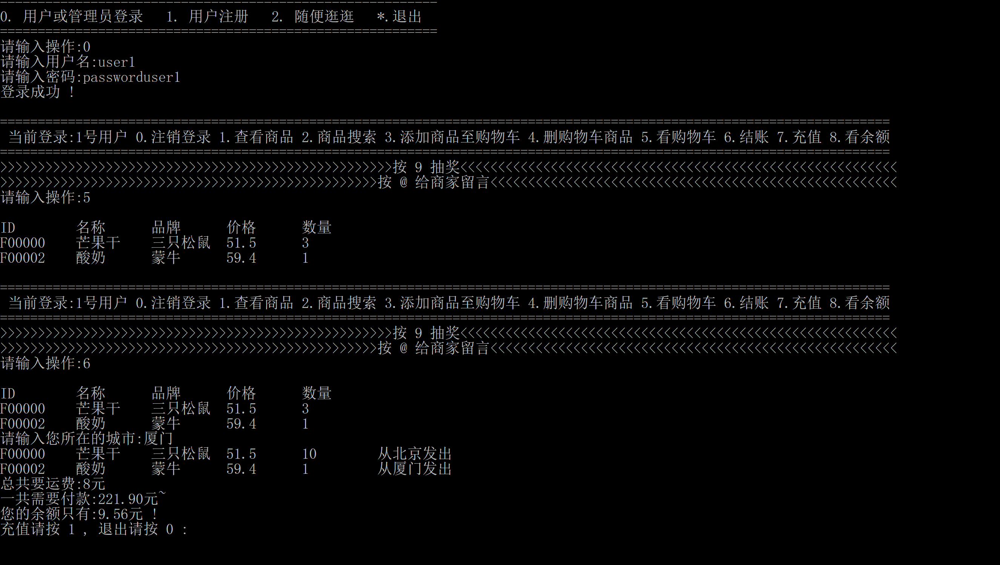 ==========================================================
0. 用户或管理员登录   1. 用户注册   2. 随便逛逛   *.退出
==========================================================
请输入操作:0
请输入用户名:user1
请输入密码:passworduser1
登录成功 !
======================================================================================================================
 当前登录:1号用户 0.注销登录 1.查看商品 2.商品搜索 3.添加商品至购物车 4.删购物车商品 5.看购物车 6.结账 7.充值 8.看余额
======================================================================================================================
>>>>>>>>>>>>>>>>>>>>>>>>>>>>>>>>>>>>>>>>>>>>>>>>>>>>按 9 抽奖<<<<<<<<<<<<<<<<<<<<<<<<<<<<<<<<<<<<<<<<<<<<<<<<<<<<<<<<<<
>>>>>>>>>>>>>>>>>>>>>>>>>>>>>>>>>>>>>>>>>>>>>>>>>>按 @ 给商家留言<<<<<<<<<<<<<<<<<<<<<<<<<<<<<<<<<<<<<<<<<<<<<<<<<<<<<<
请输入操作:5
ID        名称      品牌      价格      数量
F00000    芒果干    三只松鼠  51.5      3
F00002    酸奶      蒙牛      59.4      1
======================================================================================================================
 当前登录:1号用户 0.注销登录 1.查看商品 2.商品搜索 3.添加商品至购物车 4.删购物车商品 5.看购物车 6.结账 7.充值 8.看余额
======================================================================================================================
>>>>>>>>>>>>>>>>>>>>>>>>>>>>>>>>>>>>>>>>>>>>>>>>>>>>按 9 抽奖<<<<<<<<<<<<<<<<<<<<<<<<<<<<<<<<<<<<<<<<<<<<<<<<<<<<<<<<<<
>>>>>>>>>>>>>>>>>>>>>>>>>>>>>>>>>>>>>>>>>>>>>>>>>>按 @ 给商家留言<<<<<<<<<<<<<<<<<<<<<<<<<<<<<<<<<<<<<<<<<<<<<<<<<<<<<<
请输入操作:6
ID        名称      品牌      价格      数量
F00000    芒果干    三只松鼠  51.5      3
F00002    酸奶      蒙牛      59.4      1
请输入您所在的城市:厦门
F00000    芒果干    三只松鼠  51.5      10        从北京发出
F00002    酸奶      蒙牛      59.4      1         从厦门发出
总共要运费:8元
一共需要付款:221.90元~
您的余额只有:9.56元 !
充值请按 1 , 退出请按 0 :